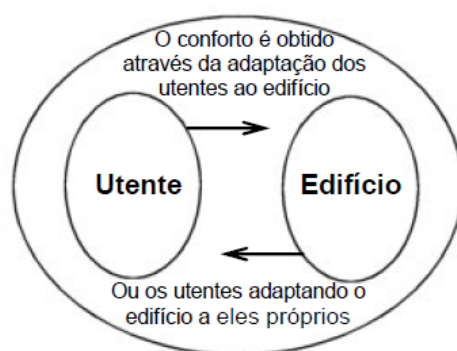 O conforto é obtido
através da adaptação dos
utentes ao edifício
Utente
Edifício
Ou os utentes adaptando o
edifício a eles próprios